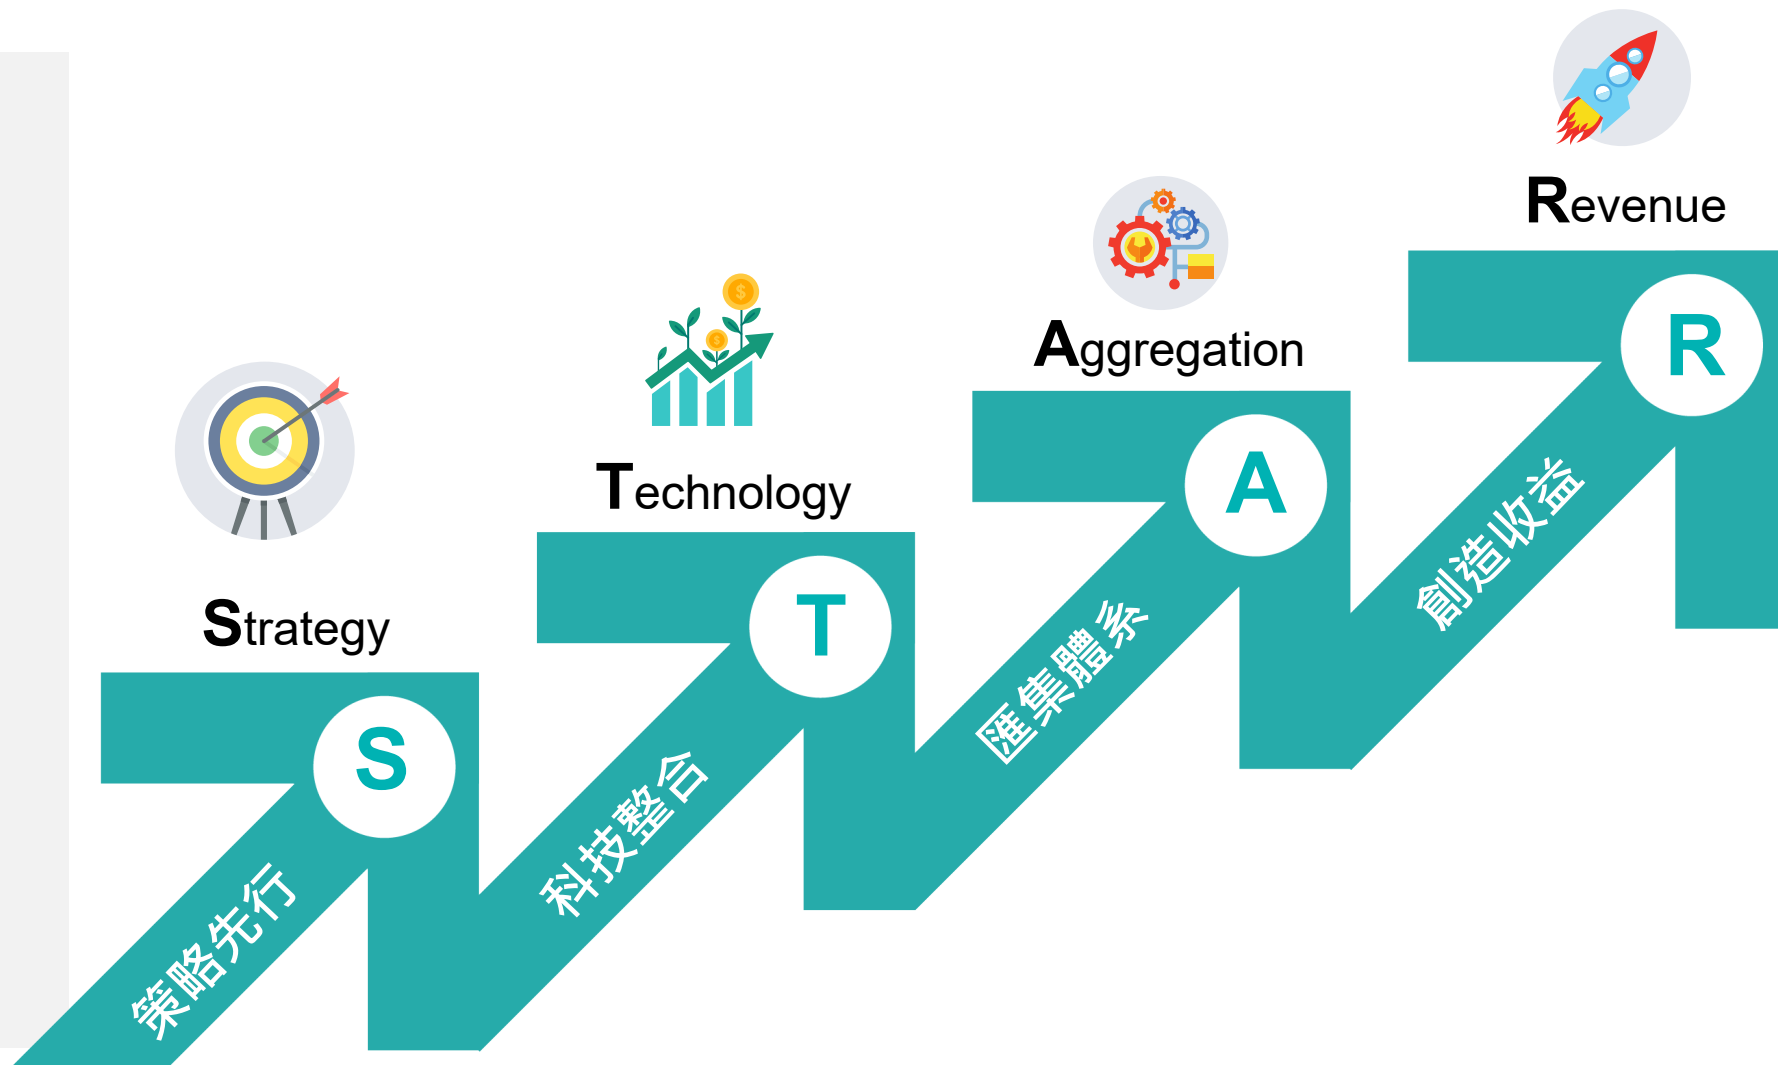 Strategy
S
策略先行
Technology
T
科技整合
Aggregation
A
匯集體系
Revenue
R
創造收益